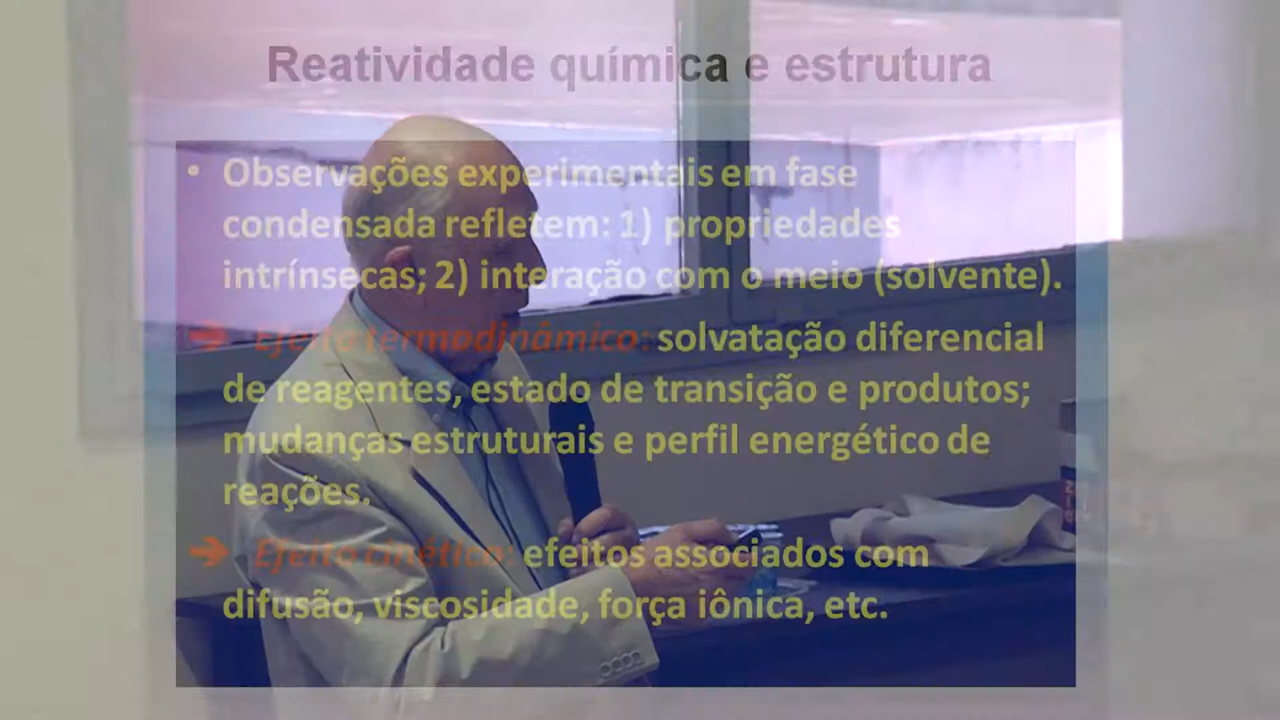 Reatividade química e estrutura
• Observações experimentais em fase
condensada refletem: 1) propriedades
intrínsecas; 2) interação com o meio (solvente).
➔ Efeito termodinâmico: solvatação diferencial
de reagentes, estado de transição e produtos;
mudanças estruturais e perfil energético de
reações.
➔ Efeito cinético: efeitos associados com
difusão, viscosidade, força iônica, etc.